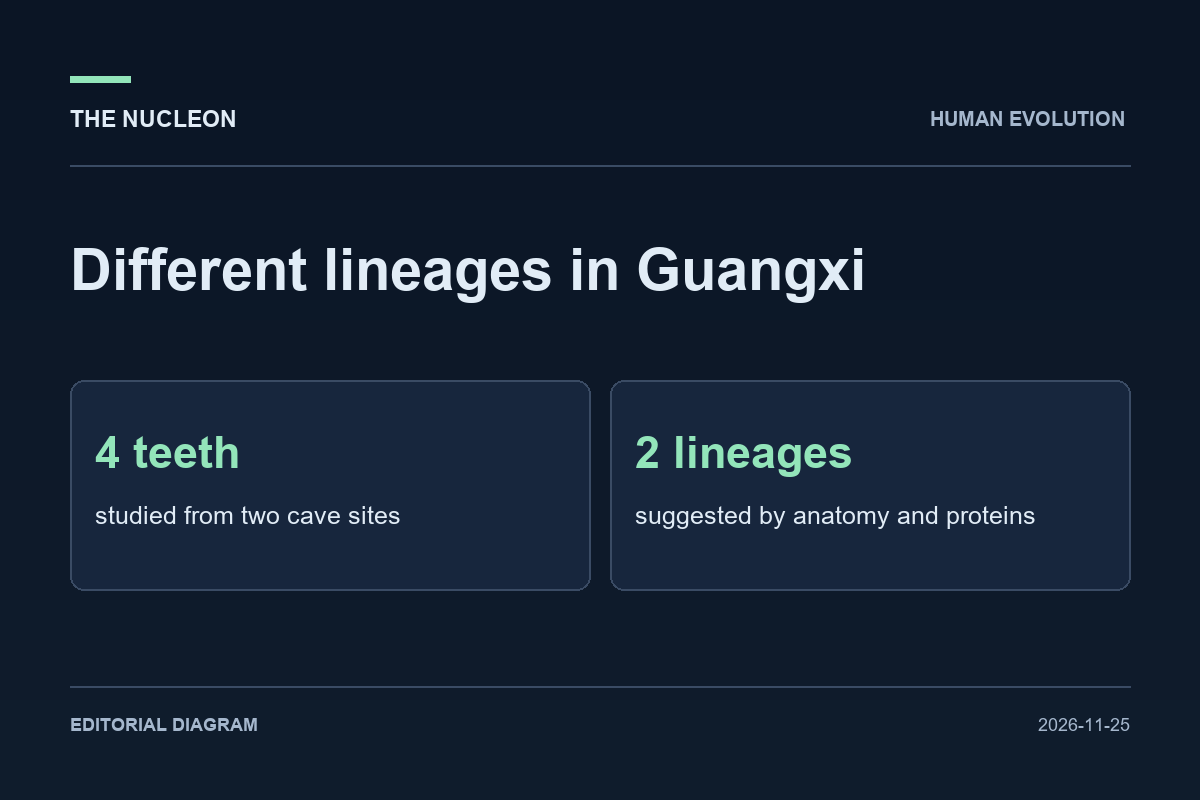 THE NUCLEON
HUMAN EVOLUTION
Different lineages in Guangxi
4 teeth
studied from two cave sites
2 lineages
suggested by anatomy and proteins
EDITORIAL DIAGRAM
2026-11-25